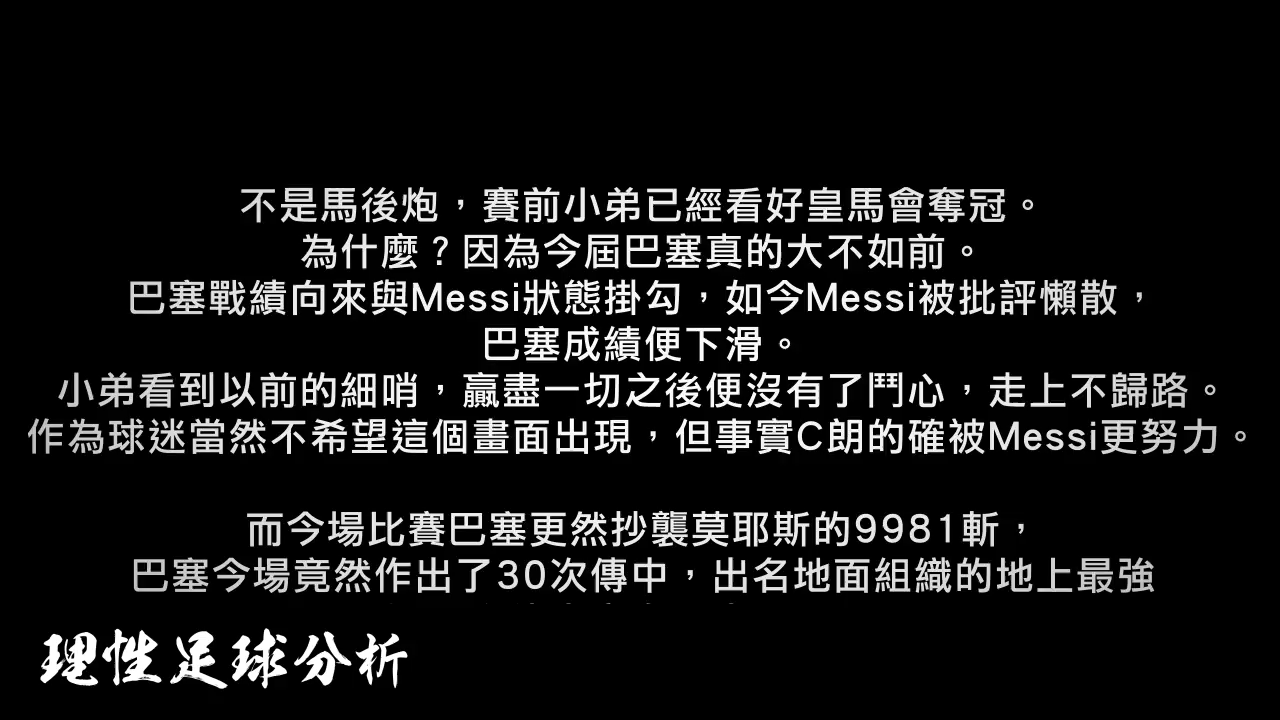 不是馬後炮，賽前小弟已經看好皇馬會奪冠。
為什麼？因為今屆巴塞真的大不如前。
巴塞戰績向來與Messi狀態掛勾，如今Messi被批評懶散，
巴塞成績便下滑。
小弟看到以前的細哨，贏盡一切之後便沒有了鬥心，走上不歸路。
作為球迷當然不希望這個畫面出現，但事實C朗的確被Messi更努力。
而今場比賽巴塞更然抄襲莫耶斯的9981斬，
巴塞今場竟然作出了30次傳中，出名地面組織的地上最強
理性足球分析